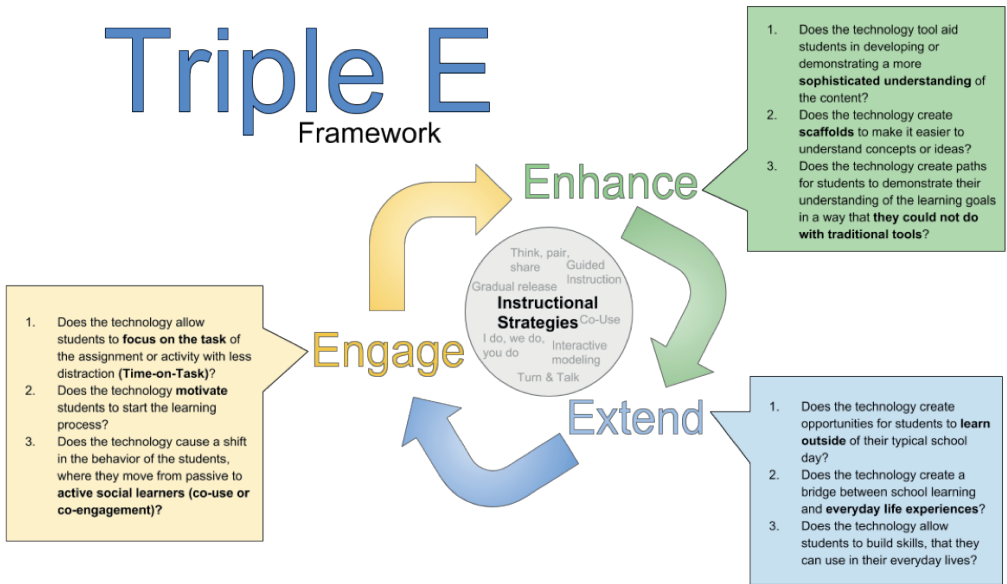 Triple E
Framework
Enhance
1. Does the technology tool aid
students in developing or
demonstrating a more
sophisticated understanding of
the content?
2. Does the technology create
scaffolds to make it easier to
understand concepts or ideas?
3. Does the technology create paths
for students to demonstrate their
understanding of the learning goals
in a way that they could not do
with traditional tools?
Think, pair,
share
Guided
Instruction
Gradual release
Instructional
Strategies
Co-Use
I do, we do,
you do
Interactive
modeling
Turn & Talk
Engage
1. Does the technology allow
students to focus on the task
of the assignment or activity with less
distraction (Time-on-Task)?
2. Does the technology motivate
students to start the learning
process?
3. Does the technology cause a shift
in the behavior of the students,
where they move from passive to
active social learners (co-use or
co-engagement)?
Extend
1. Does the technology create
opportunities for students to learn
outside of their typical school
day?
2. Does the technology create a
bridge between school learning
and everyday life experiences?
3. Does the technology allow
students to build skills, that they
can use in their everyday lives?